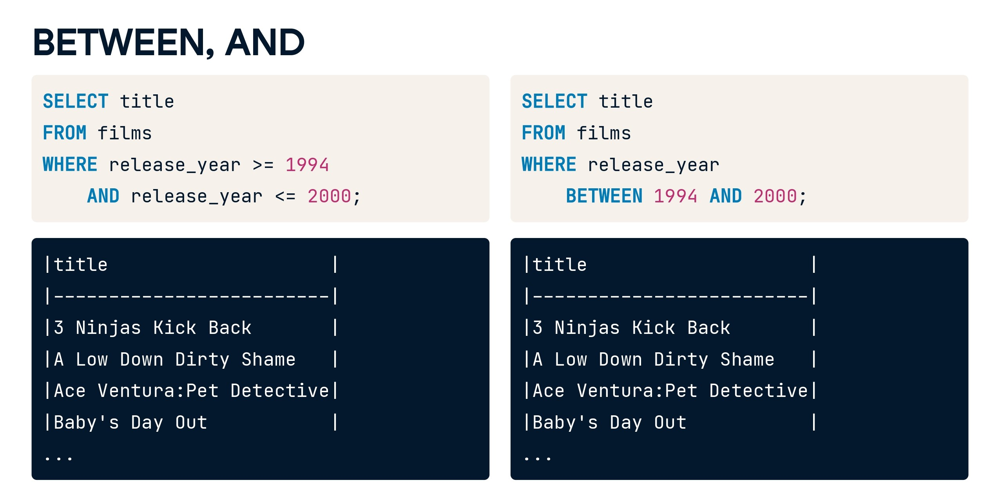 BETWEEN, AND
SELECT title
FROM films
WHERE release_year >= 1994
    AND release_year <= 2000;
|title                    |
|-------------------------|
|3 Ninjas Kick Back       |
|A Low Down Dirty Shame   |
|Ace Ventura:Pet Detective|
|Baby's Day Out           |
...
SELECT title
FROM films
WHERE release_year
    BETWEEN 1994 AND 2000;
|title                    |
|-------------------------|
|3 Ninjas Kick Back       |
|A Low Down Dirty Shame   |
|Ace Ventura:Pet Detective|
|Baby's Day Out           |
...